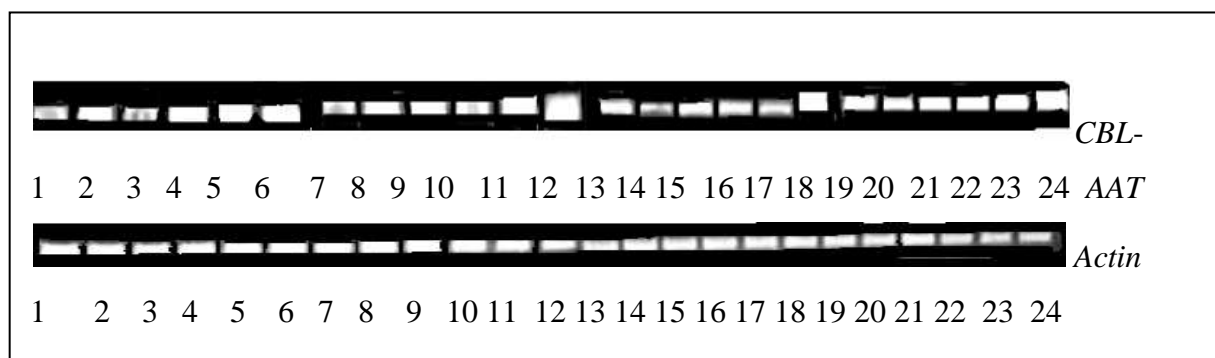 CBL-
1 2 3 4 5 6 7 8 9 10 11 12 13 14 15 16 17 18 19 20 21 22 23 24 AAT
Actin
1 2 3 4 5 6 7 8 9 10 11 12 13 14 15 16 17 18 19 20 21 22 23 24